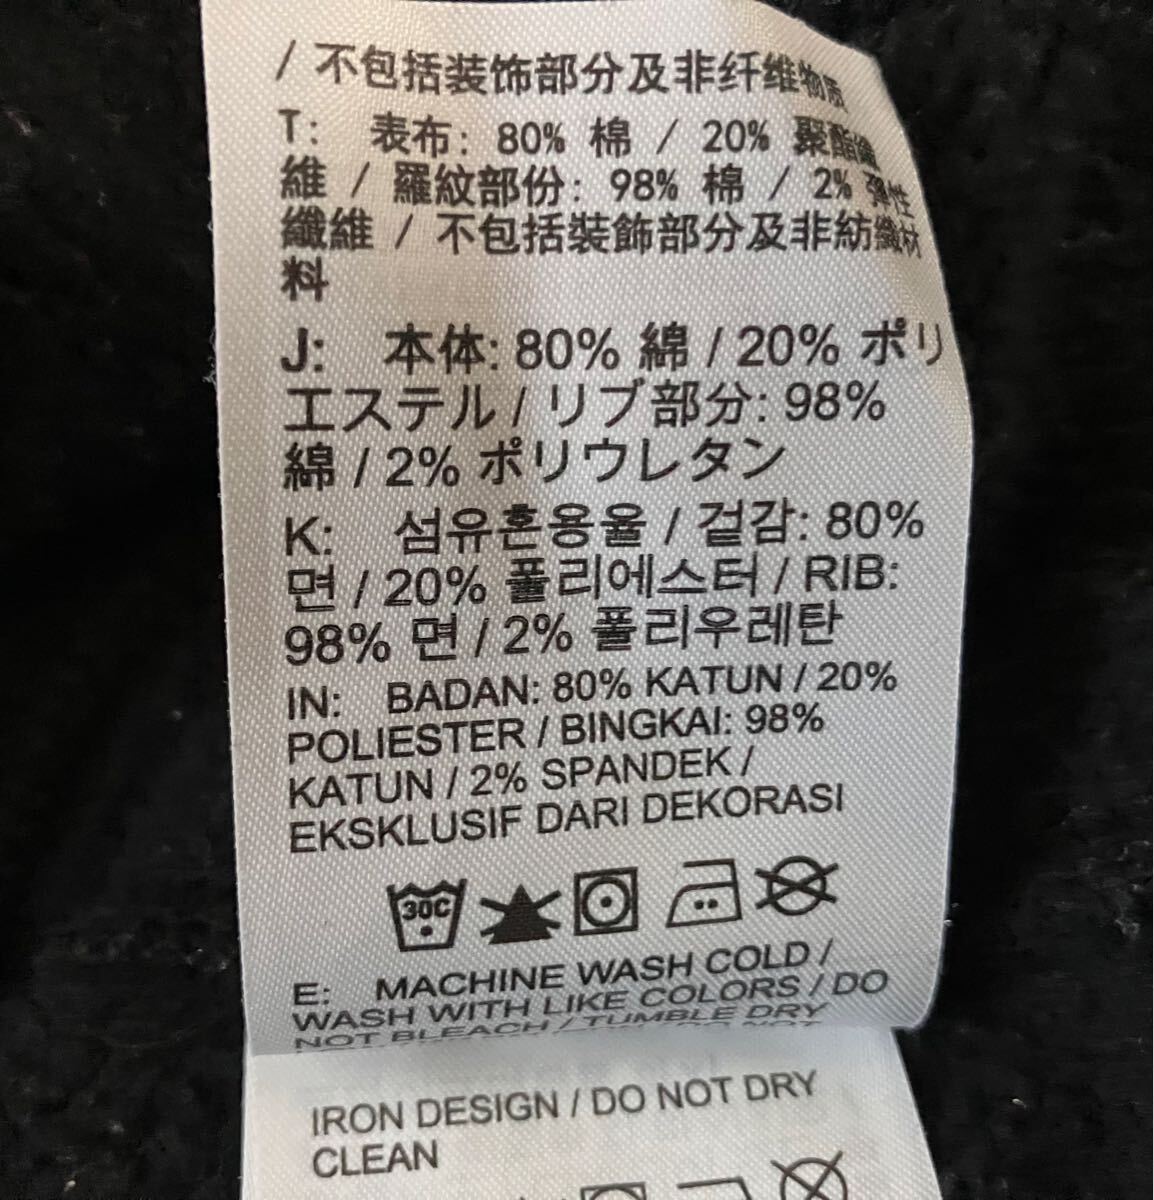 / 不包括装饰部分及非纤维物质
T: 表布: 80% 棉 / 20% 聚酯纖
維 / 羅紋部份: 98% 棉 / 2% 彈性
纖維 / 不包括裝飾部分及非紡織材
料
J: 本体: 80% 綿 / 20% ポリ
エステル / リブ部分: 98%
綿 / 2% ポリウレタン
K: 섬유혼용율 / 겉감: 80%
면 / 20% 폴리에스터 / RIB:
98% 면 / 2% 폴리우레탄
IN: BADAN: 80% KATUN / 20%
POLIESTER / BINGKAI: 98%
KATUN / 2% SPANDEK /
EKSKLUSIF DARI DEKORASI
30C
E: MACHINE WASH COLD /
WASH WITH LIKE COLORS / DO
NOT BLEACH / TUMBLE DRY
IRON DESIGN / DO NOT DRY
CLEAN